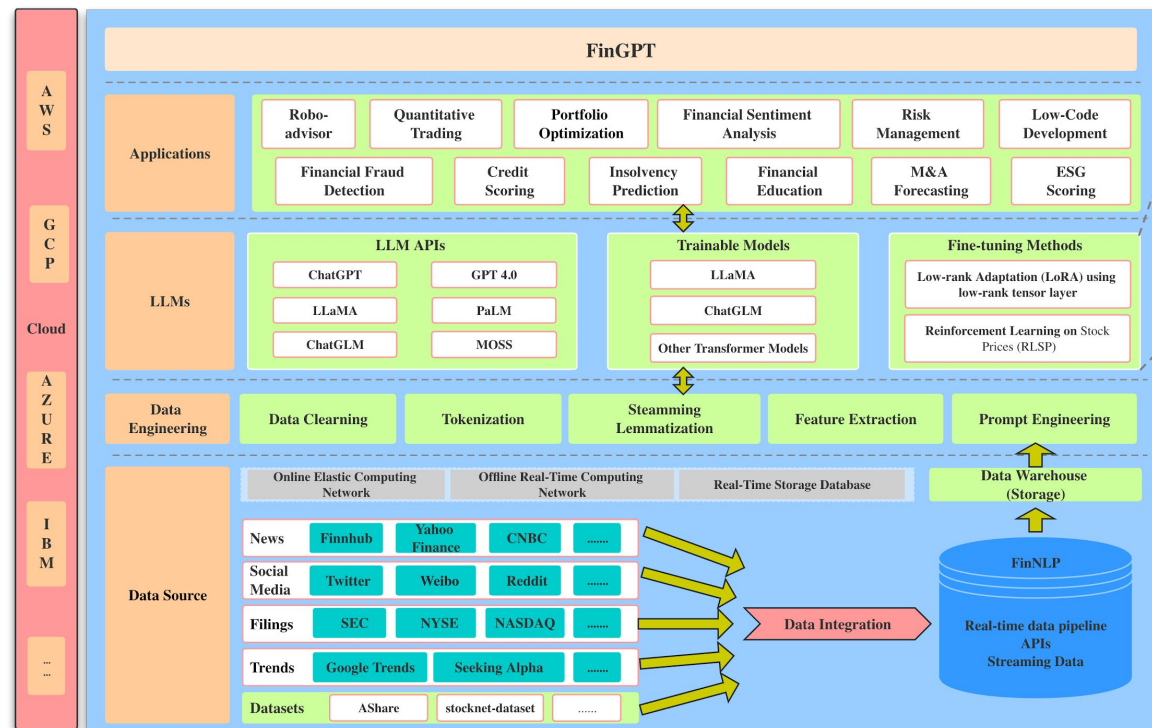 FinGPT
A
W
S
G
C
P
Cloud
A
Z
U
R
E
I
B
M
...
...
Applications
Robo-
advisor
Quantitative
Trading
Portfolio
Optimization
Financial Sentiment
Analysis
Risk
Management
Low-Code
Development
Financial Fraud
Detection
Credit
Scoring
Insolvency
Prediction
Financial
Education
M&A
Forecasting
ESG
Scoring
LLMs
LLM APIs
ChatGPT
GPT 4.0
LLaMA
PaLM
ChatGLM
MOSS
Trainable Models
LLaMA
ChatGLM
Other Transformer Models
Fine-tuning Methods
Low-rank Adaptation (LoRA) using
low-rank tensor layer
Reinforcement Learning on Stock
Prices (RLSP)
Data
Engineering
Data Clearning
Tokenization
Steamming
Lemmatization
Feature Extraction
Prompt Engineering
Data Source
Online Elastic Computing
Network
Offline Real-Time Computing
Network
Real-Time Storage Database
Data Warehouse
(Storage)
News
Finnhub
Yahoo
Finance
CNBC
.......
Social
Media
Twitter
Weibo
Reddit
.......
Filings
SEC
NYSE
NASDAQ
.......
Trends
Google Trends
Seeking Alpha
.......
Datasets
AShare
stocknet-dataset
......
Data Integration
FinNLP
Real-time data pipeline
APIs
Streaming Data